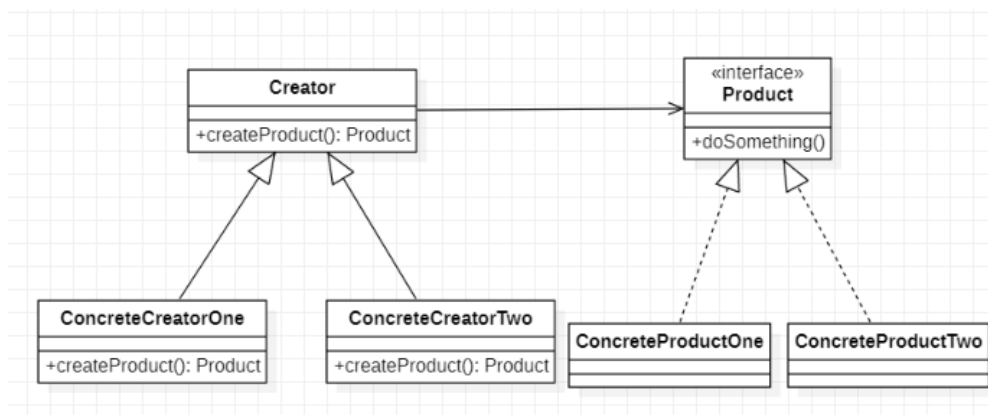 Creator
+createProduct(): Product
«interface»
Product
+doSomething()
ConcreteCreatorOne
+createProduct(): Product
ConcreteCreatorTwo
+createProduct(): Product
ConcreteProductOne
ConcreteProductTwo